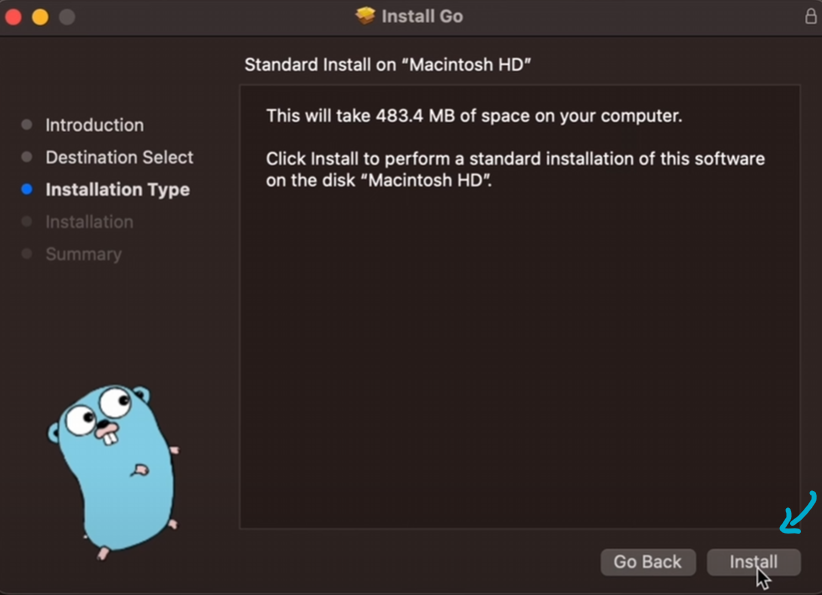 Install Go
Standard Install on “Macintosh HD”
Introduction
Destination Select
Installation Type
Installation
Summary
This will take 483.4 MB of space on your computer.
Click Install to perform a standard installation of this software
on the disk “Macintosh HD”.
Go Back
Install